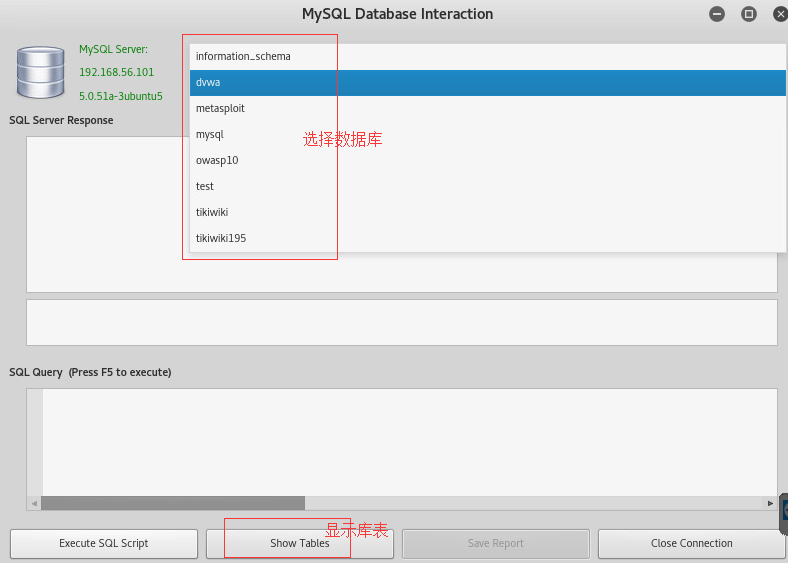 MySQL Database Interaction
MySQL Server:
192.168.56.101
5.0.51a-3ubuntu5
information_schema
dvwa
metasploit
mysql
选择数据库
owasp10
test
tikiwiki
tikiwiki195
SQL Server Response
SQL Query (Press F5 to execute)
显示库表
Execute SQL Script
Show Tables
Save Report
Close Connection